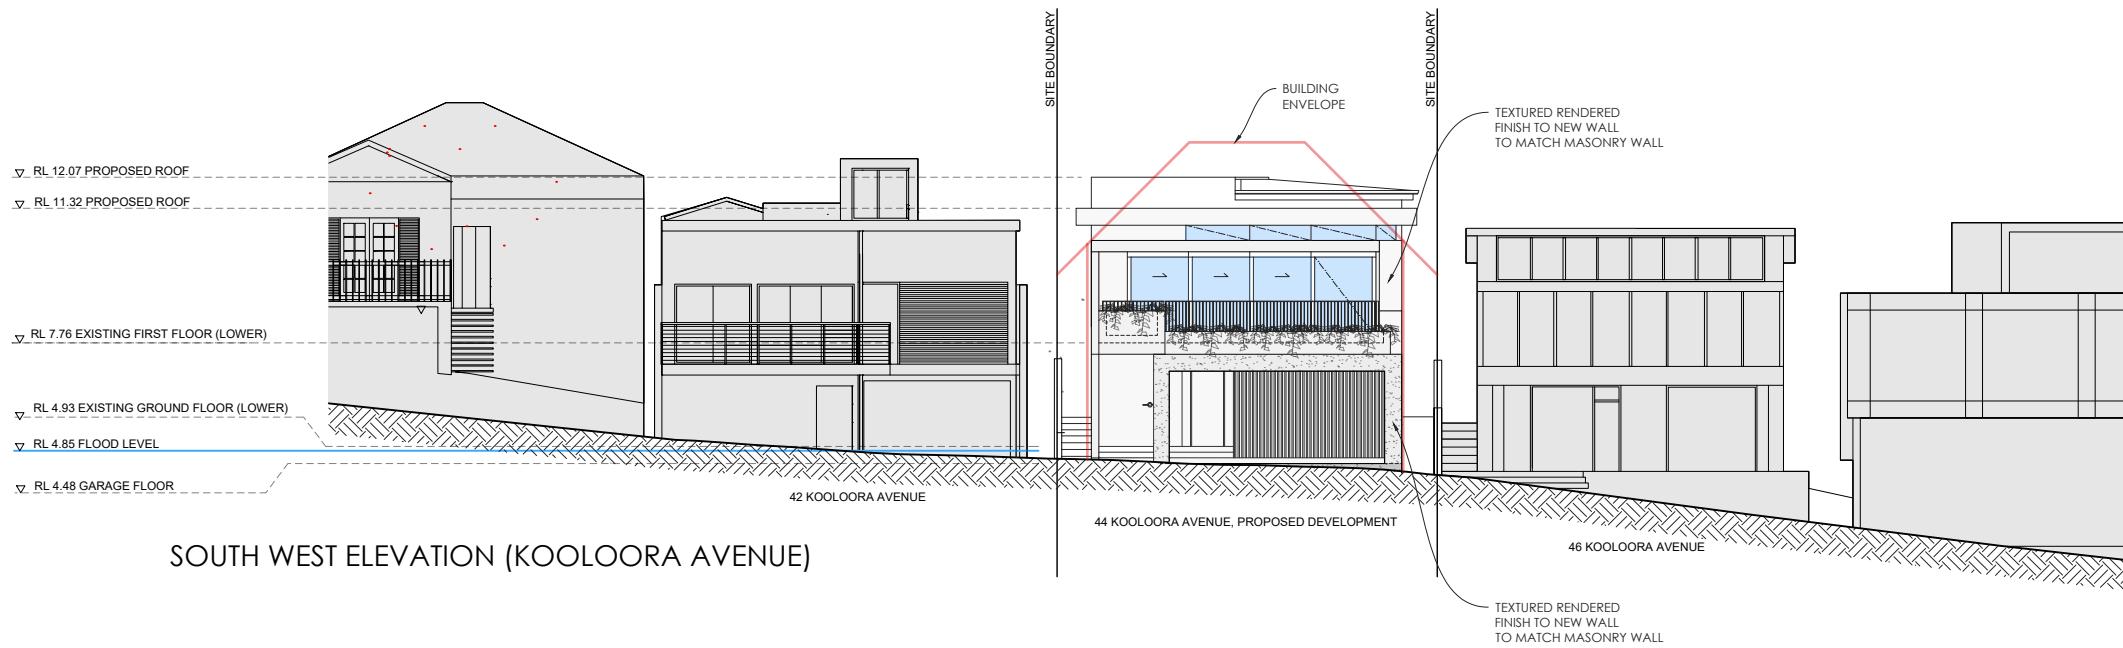 SITE BOUNDARY
SITE BOUNDARY
BUILDING
ENVELOPE
TEXTURED RENDERED
FINISH TO NEW WALL
TO MATCH MASONRY WALL
RL 12.07 PROPOSED ROOF
RL 11.32 PROPOSED ROOF
RL 7.76 EXISTING FIRST FLOOR (LOWER)
RL 4.93 EXISTING GROUND FLOOR (LOWER)
RL 4.85 FLOOD LEVEL
RL 4.48 GARAGE FLOOR
42 KOOLOORA AVENUE
44 KOOLOORA AVENUE, PROPOSED DEVELOPMENT
46 KOOLOORA AVENUE
SOUTH WEST ELEVATION (KOOLOORA AVENUE)
TEXTURED RENDERED
FINISH TO NEW WALL
TO MATCH MASONRY WALL